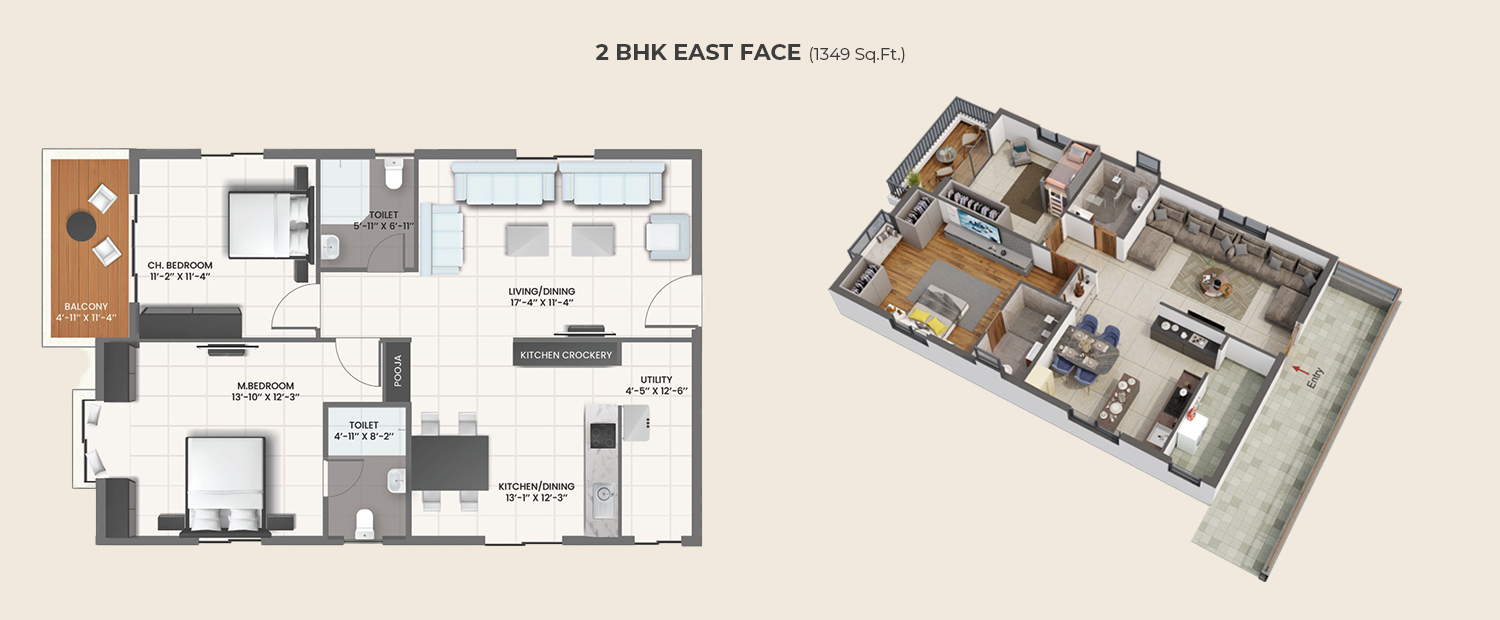 2 BHK EAST FACE (1349 Sq.Ft.)
TOILET
5'-11" X 6'-11"
CH. BEDROOM
11'-2" X 11'-4"
LIVING/DINING
17'-4" X 11'-4"
BALCONY
4'-11" X 11'-4"
KITCHEN CROCKERY
POOJA
M.BEDROOM
13'-10" X 12'-3"
UTILITY
4'-5" X 12'-6"
TOILET
4'-11" X 8'-2"
KITCHEN/DINING
13'-1" X 12'-3"
Entry